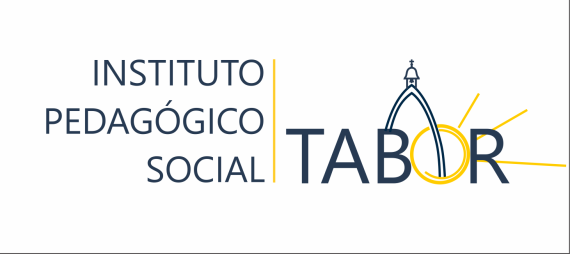 INSTITUTO
PEDAGÓGICO
SOCIAL
TABOR